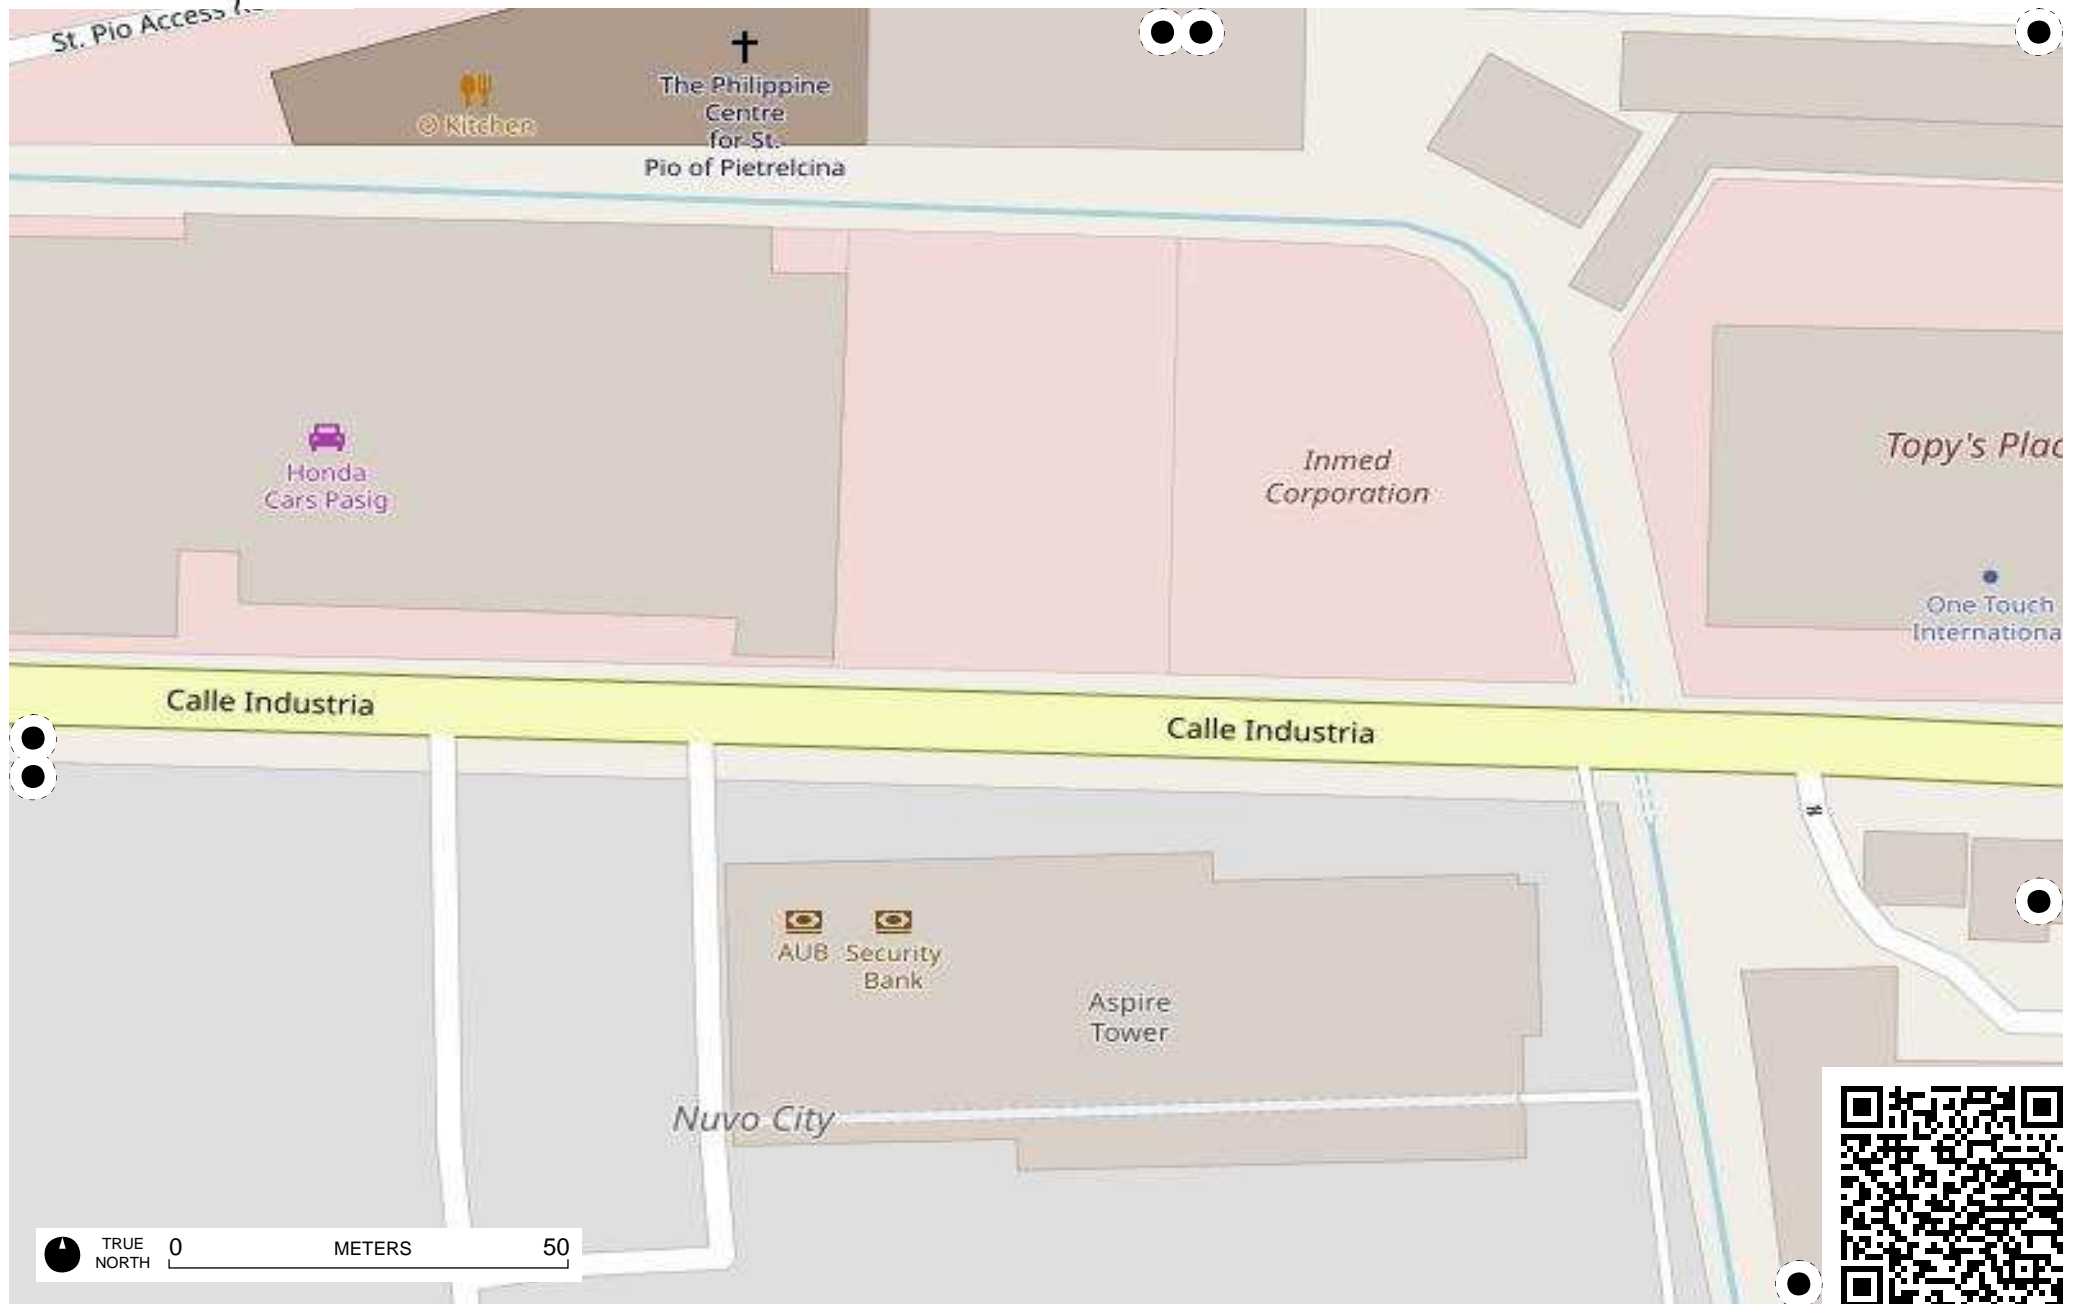 St. Pio Access
The Philippine
Centre
for St.
Pio of Pietrelcina
Kitchen
Inmed
Corporation
Topy's Plac
Honda
Cars Pasig
One Touch
Internationa
Calle Industria
Calle Industria
AUB
Security
Bank
Aspire
Tower
Nuvo City
TRUE
NORTH
0
METERS
50